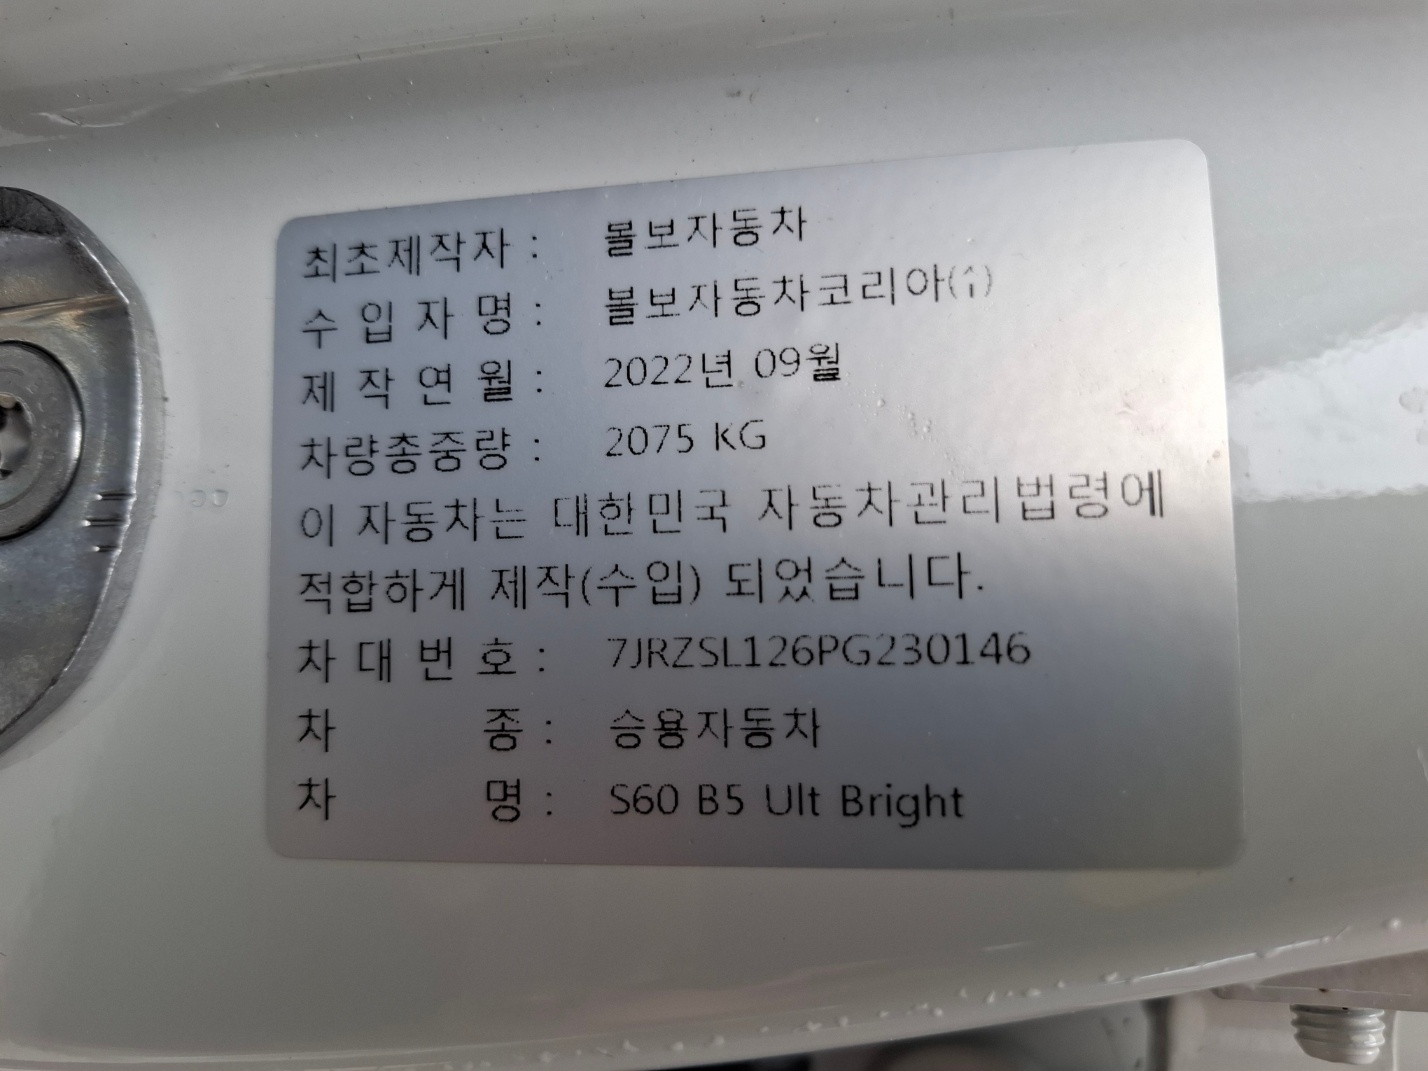 최초제작자 : 볼보자동차
수 입 자 명 : 볼보자동차코리아(주)
제 작 연 월 : 2022년 09월
차량총중량 : 2075 KG
이 자동차는 대한민국 자동차관리법령에
적합하게 제작(수입) 되었습니다.
차 대 번 호 : 7JRZSL126PG230146
차 종 : 승용자동차
차 명 : S60 B5 Ult Bright